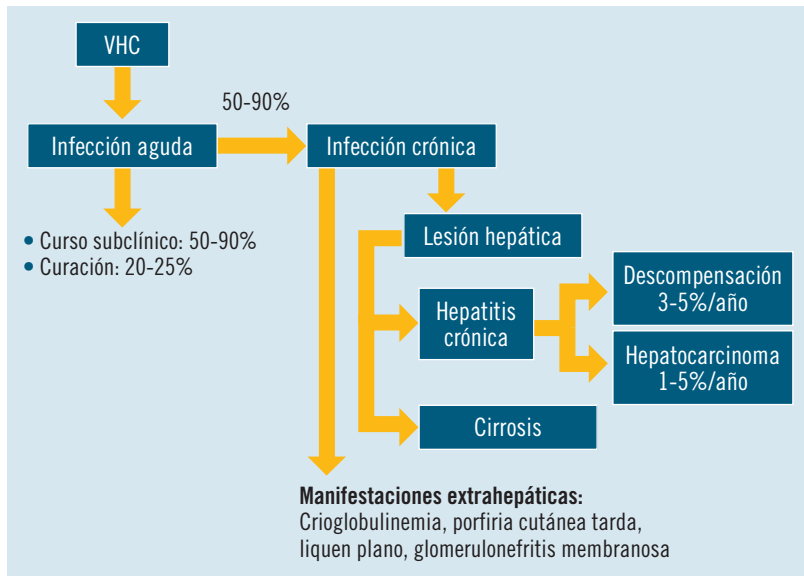 VHC
50-90%
Infección aguda
Infección crónica
• Curso subclínico: 50-90%
• Curación: 20-25%
Lesión hepática
Hepatitis
crónica
Descompensación
3-5%/año
Hepatocarcinoma
1-5%/año
Cirrosis
Manifestaciones extrahepáticas:
Crioglobulinemia, porfiria cutánea tarda,
liquen plano, glomerulonefritis membranosa